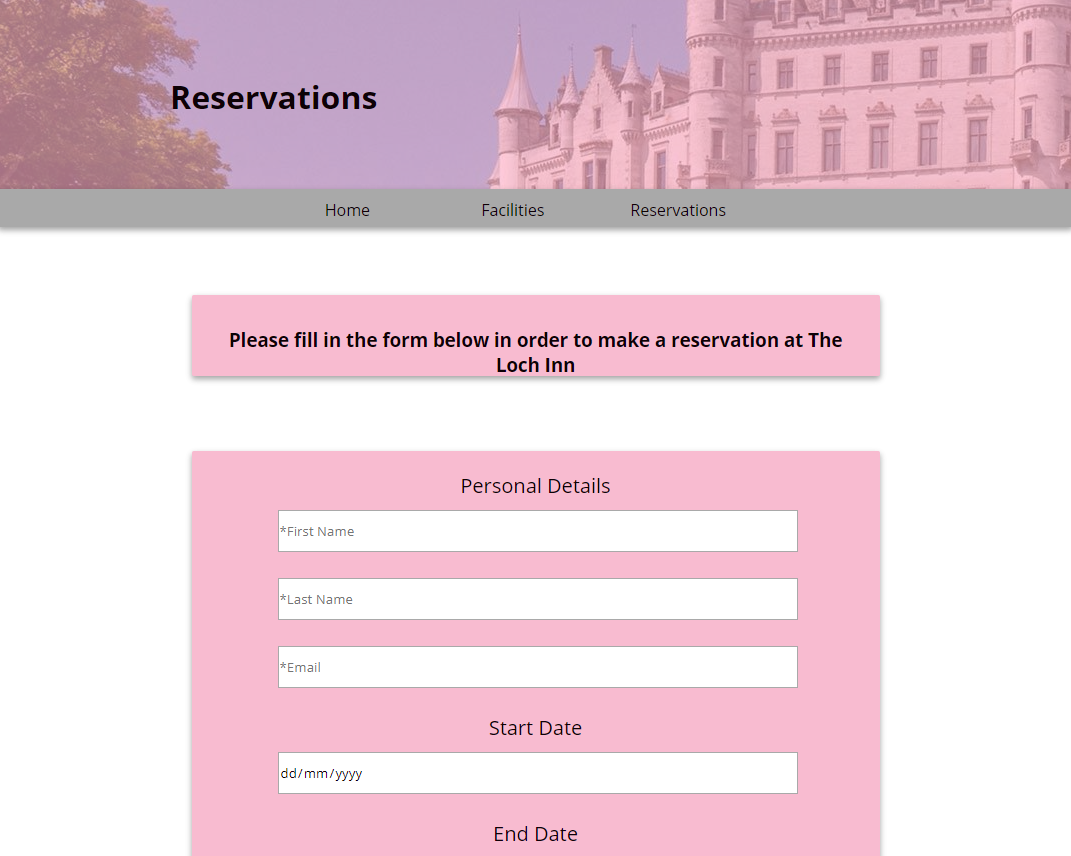 Reservations
Home Facilities Reservations
Please fill in the form below in order to make a reservation at The
Loch Inn
Personal Details
*First Name
*Last Name
*Email
Start Date
dd/mm/yyyy
End Date